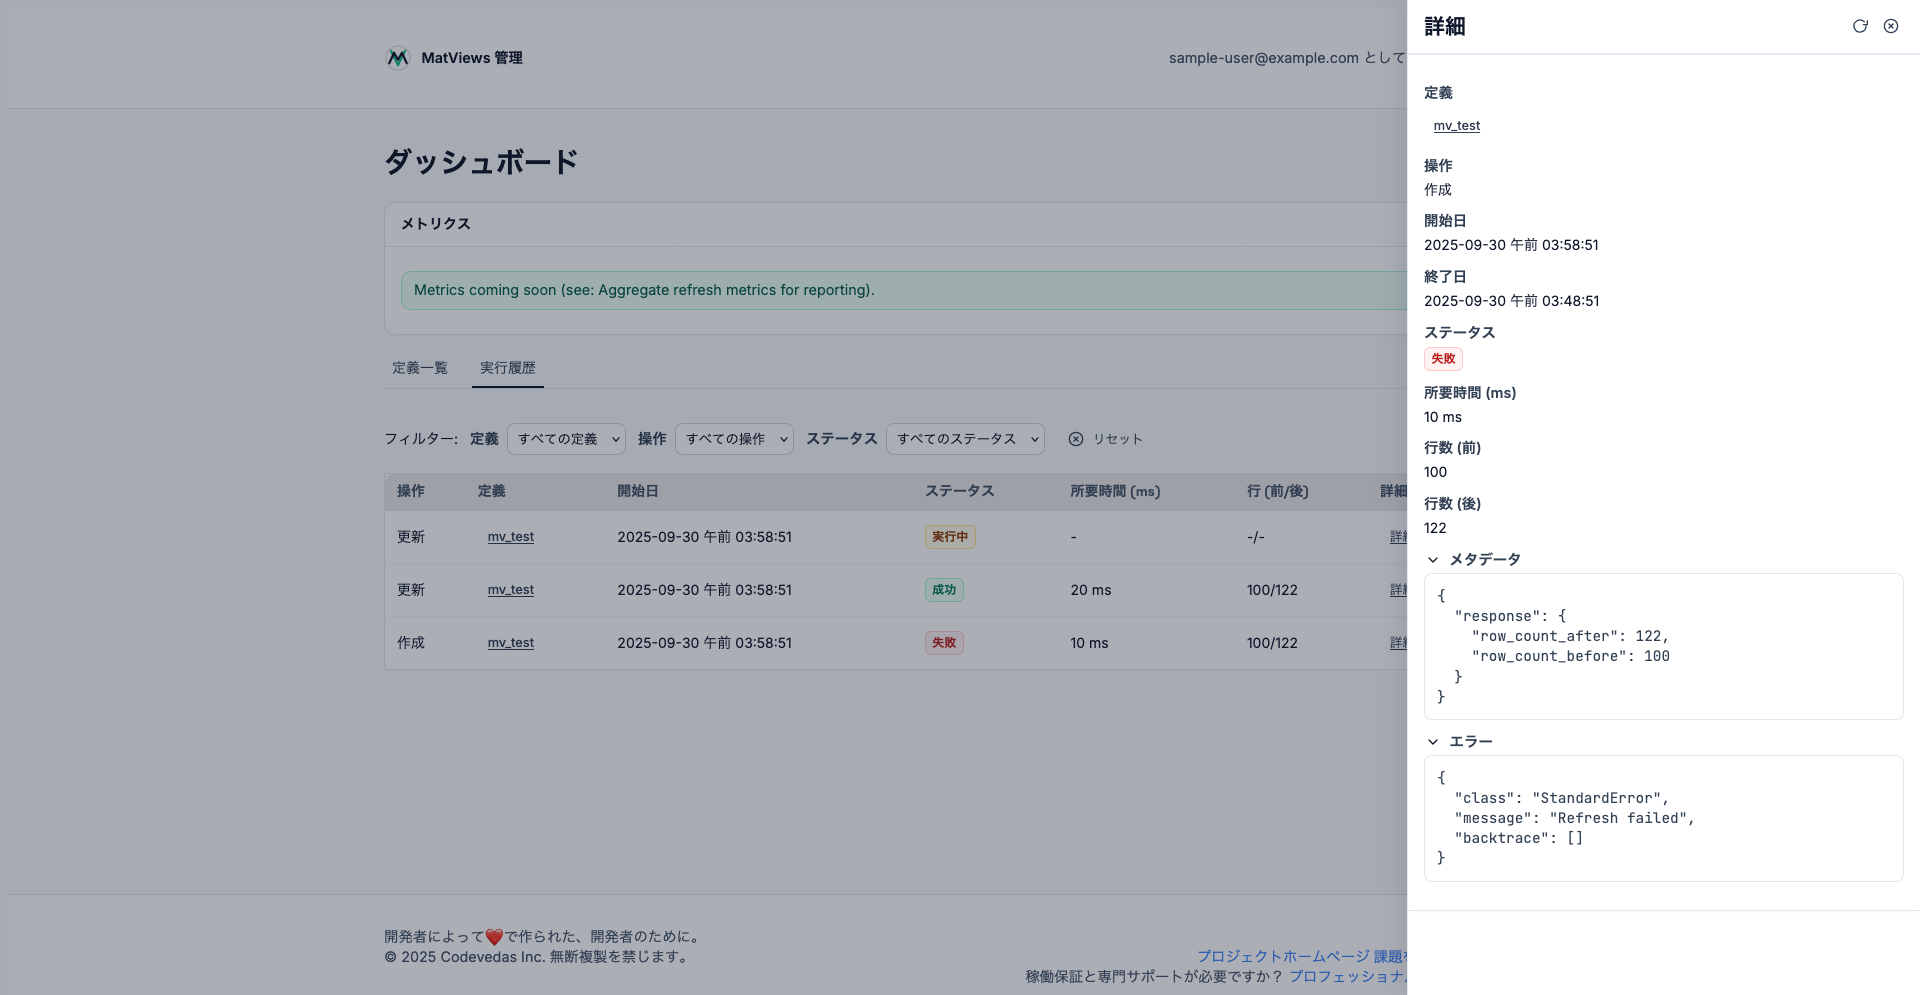 MatViews 管理
sample-user@example.com として
ダッシュボード
メトリクス
Metrics coming soon (see: Aggregate refresh metrics for reporting).
定義一覧 実行履歴
フィルター: 定義 すべての定義 操作 すべての操作 ステータス すべてのステータス リセット
操作 定義 開始日 ステータス 所要時間 (ms) 行 (前/後) 詳細
更新 mv_test 2025-09-30 午前 03:58:51 実行中 - -/- 詳細
更新 mv_test 2025-09-30 午前 03:58:51 成功 20 ms 100/122 詳細
作成 mv_test 2025-09-30 午前 03:58:51 失敗 10 ms 100/122 詳細
開発者によって❤️で作られた、開発者のために。
© 2025 Codevedas Inc. 無断複製を禁じます。
プロジェクトホームページ 課題を
稼働保証と専門サポートが必要ですか？ プロフェッショナル
詳細
定義
mv_test
操作
作成
開始日
2025-09-30 午前 03:58:51
終了日
2025-09-30 午前 03:48:51
ステータス
失敗
所要時間 (ms)
10 ms
行数 (前)
100
行数 (後)
122
メタデータ
{
  "response": {
    "row_count_after": 122,
    "row_count_before": 100
  }
}
エラー
{
  "class": "StandardError",
  "message": "Refresh failed",
  "backtrace": []
}